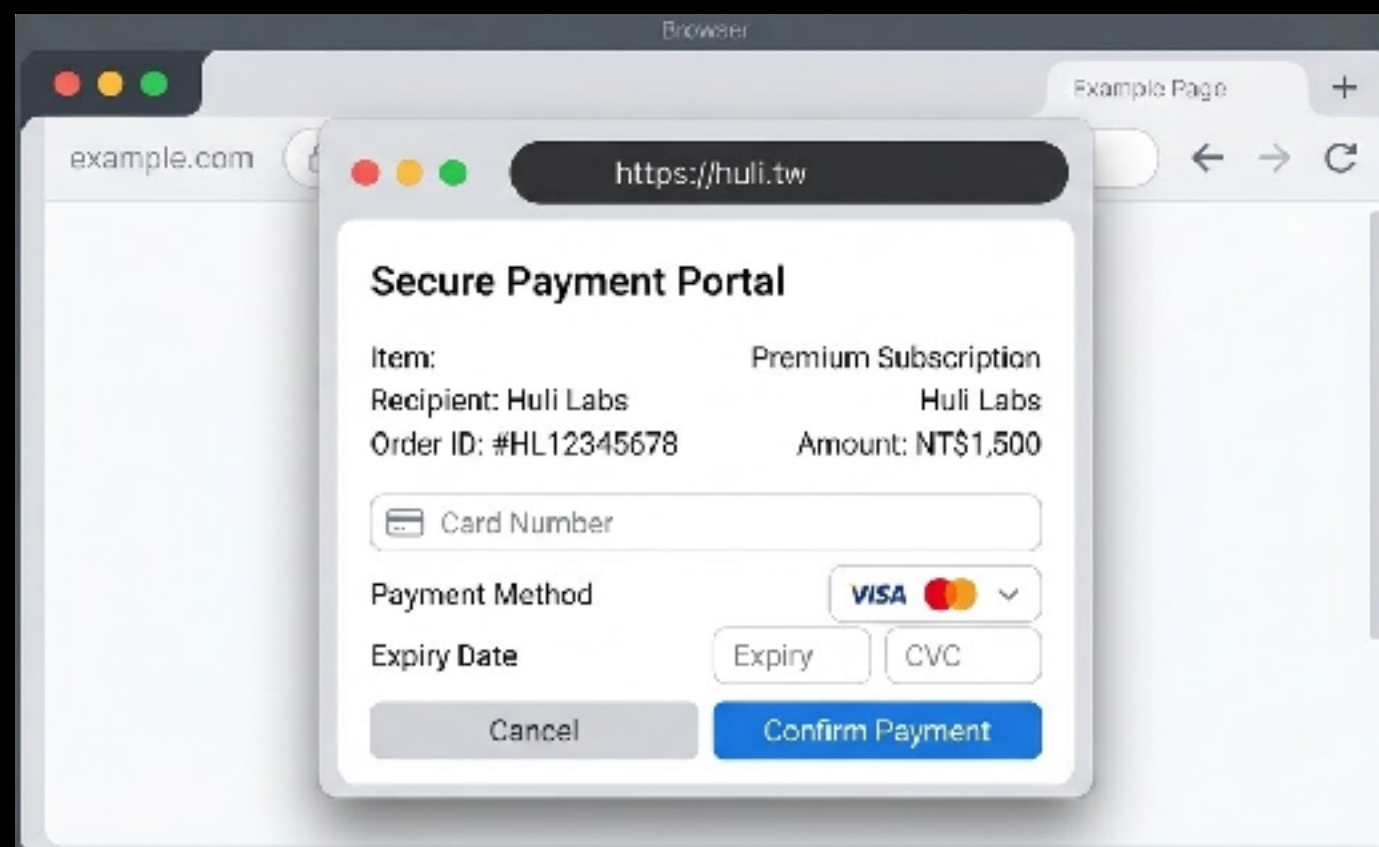 Browser
Example Page
example.com
https://huli.tw
Secure Payment Portal
Item: Premium Subscription
Recipient: Huli Labs Huli Labs
Order ID: #HL12345678 Amount: NT$1,500
Card Number
Payment Method VISA
Expiry Date Expiry CVC
Cancel Confirm Payment